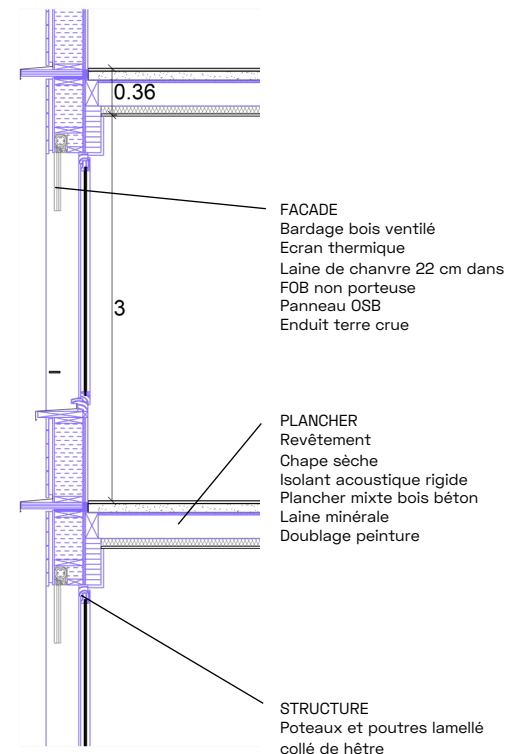 0.36
FACADE
Bardage bois ventilé
Ecran thermique
Laine de chanvre 22 cm dans
FOB non porteuse
Panneau OSB
Enduit terre crue
3
PLANCHER
Revêtement
Chape sèche
Isolant acoustique rigide
Plancher mixte bois béton
Laine minérale
Doublage peinture
STRUCTURE
Poteaux et poutres lamellé
collé de hêtre